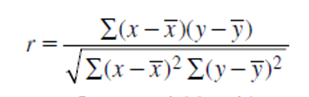 r = Σ(x – x̅)(y – y̅) / √Σ(x – x̅)² Σ(y – y̅)²